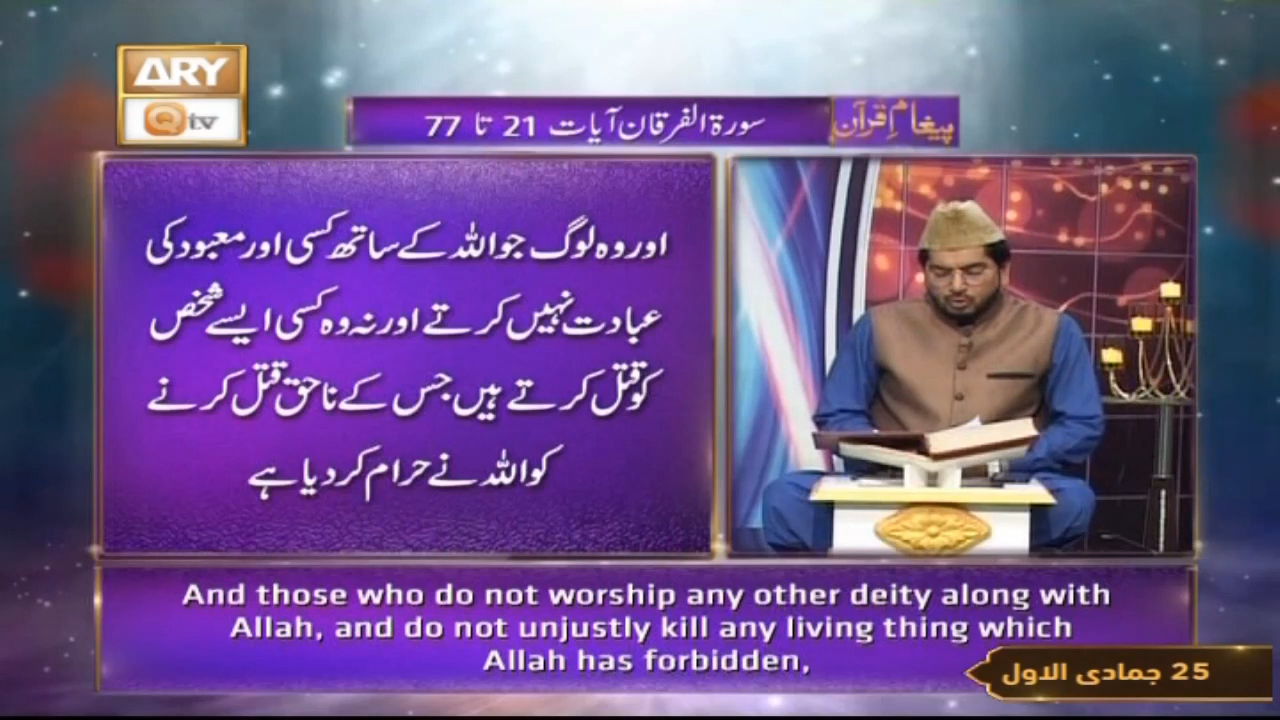 ARY
Qtv
پیغامِ قرآن
سورۃ الفرقان آیات 21 تا 77
اور وہ لوگ جو اللہ کے ساتھ کسی اور معبود کی
عبادت نہیں کرتے اور نہ وہ کسی ایسے شخص
کو قتل کرتے ہیں جس کے ناحق قتل کرنے
کو اللہ نے حرام کر دیا ہے
And those who do not worship any other deity along with
Allah, and do not unjustly kill any living thing which
Allah has forbidden,
25 جمادی الاول